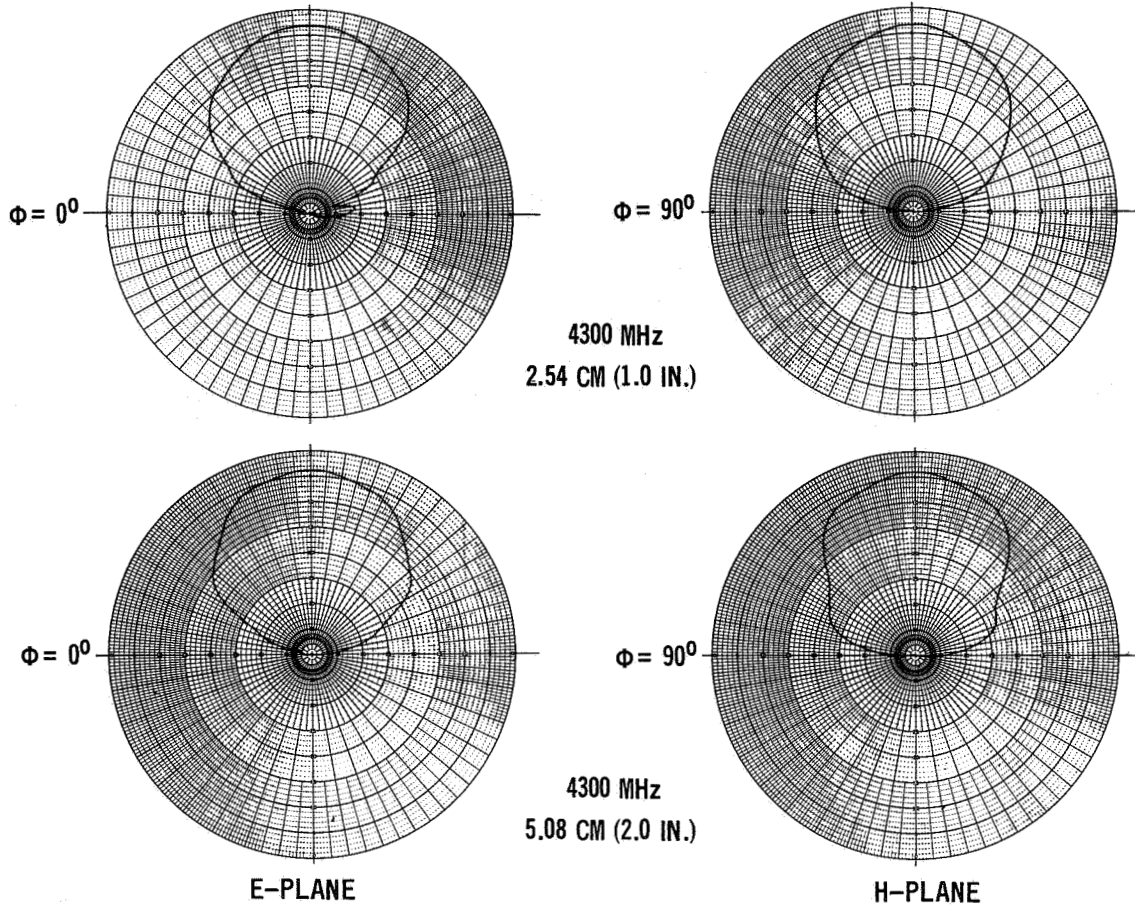 Φ = 0⁰
Φ = 90⁰
4300 MHz
2.54 CM (1.0 IN.)
Φ = 0⁰
Φ = 90⁰
4300 MHz
5.08 CM (2.0 IN.)
E-PLANE
H-PLANE